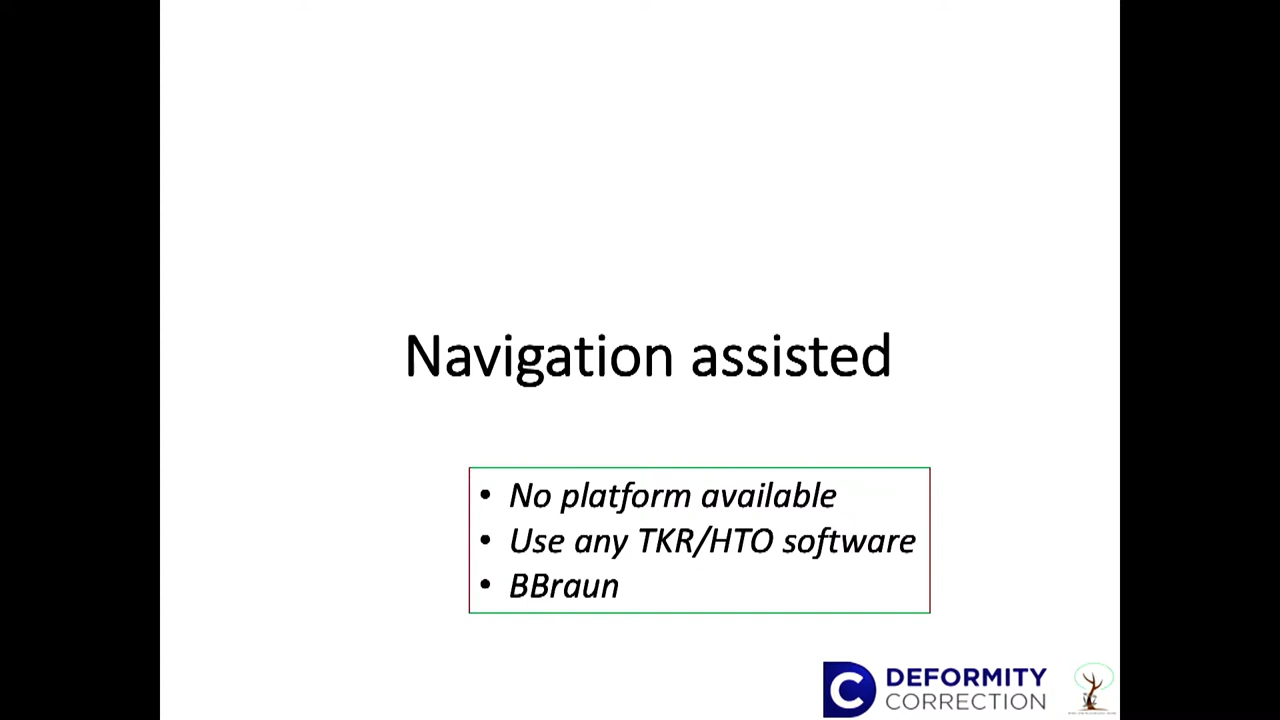 Navigation assisted
• No platform available
• Use any TKR/HTO software
• BBraun
DEFORMITY
CORRECTION